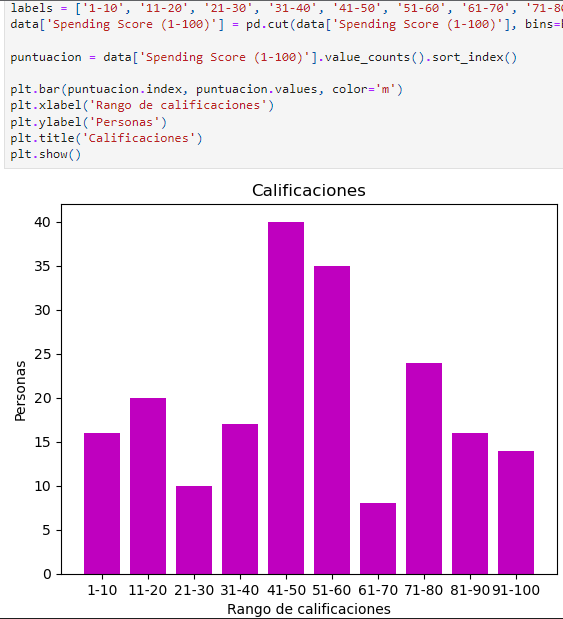 labels = ['1-10', '11-20', '21-30', '31-40', '41-50', '51-60', '61-70', '71-80
data['Spending Score (1-100)'] = pd.cut(data['Spending Score (1-100)'], bins=
puntuacion = data['Spending Score (1-100)'].value_counts().sort_index()
plt.bar(puntuacion.index, puntuacion.values, color='m')
plt.xlabel('Rango de calificaciones')
plt.ylabel('Personas')
plt.title('Calificaciones')
plt.show()
Calificaciones
40
35
30
25
20
15
10
5
0
Personas
1-10 11-20 21-30 31-40 41-50 51-60 61-70 71-80 81-90 91-100
Rango de calificaciones